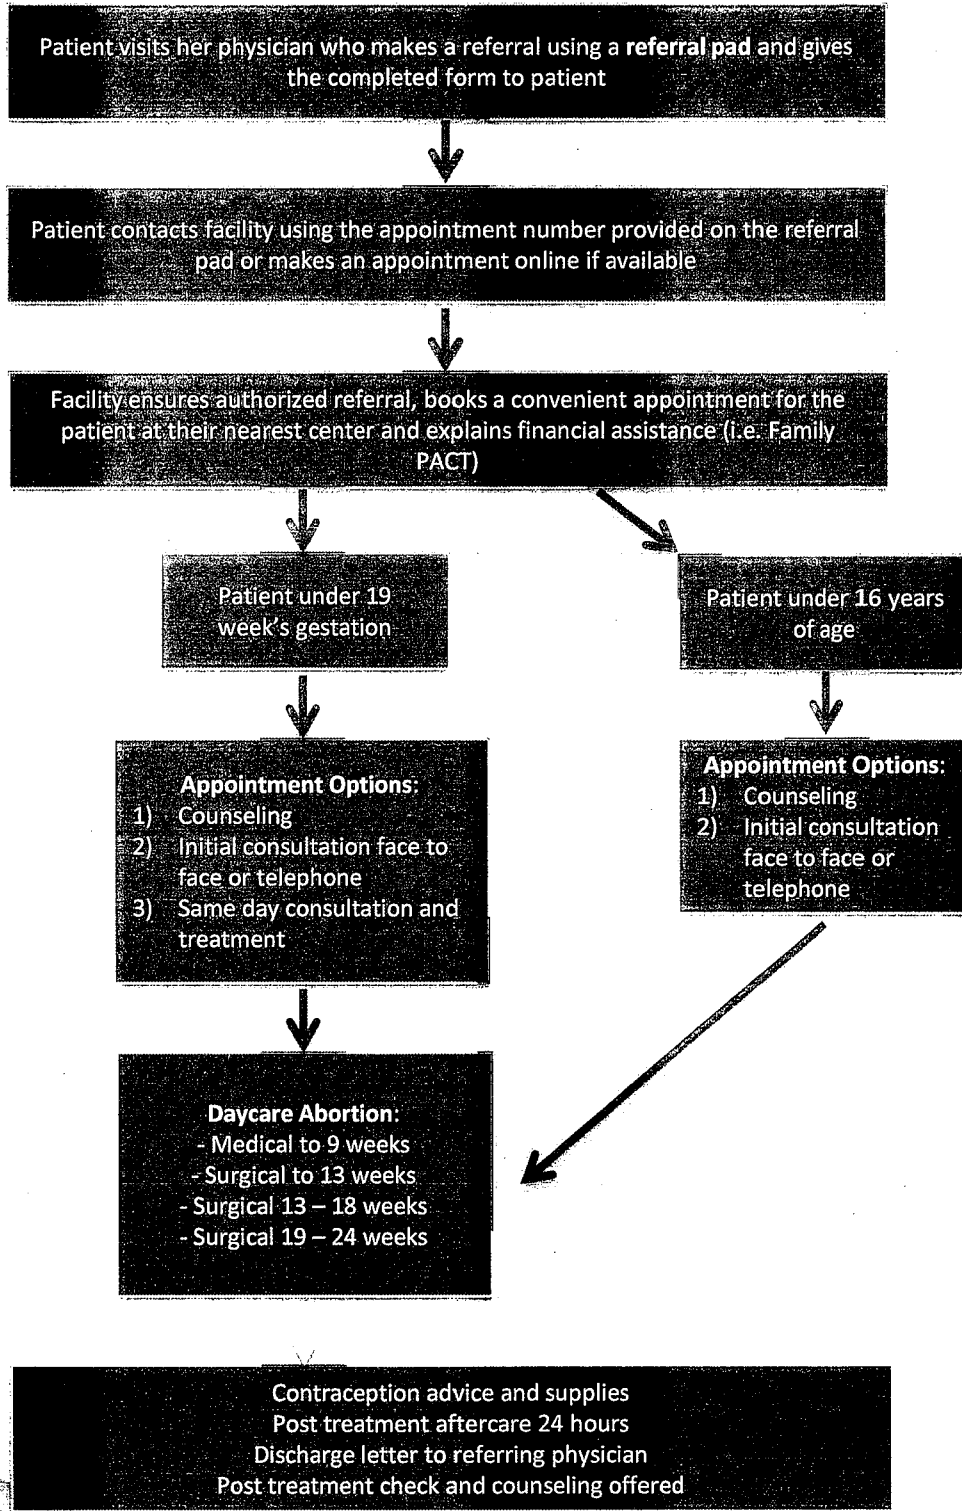 Patient visits her physician who makes a referral using a referral pad and gives
the completed form to patient
Patient contacts facility using the appointment number provided on the referral
pad or makes an appointment online if available
Facility ensures authorized referral, books a convenient appointment for the
patient at their nearest center and explains financial assistance (i.e. Family
PACT)
Patient under 19
week's gestation
Patient under 16 years
of age
Appointment Options:
1) Counseling
2) Initial consultation face to
face or telephone
3) Same day consultation and
treatment
Appointment Options:
1) Counseling
2) Initial consultation
face to face or
telephone
Daycare Abortion:
- Medical to 9 weeks
- Surgical to 13 weeks
- Surgical 13 – 18 weeks
- Surgical 19 – 24 weeks
Contraception advice and supplies
Post treatment aftercare 24 hours
Discharge letter to referring physician
Post treatment check and counseling offered